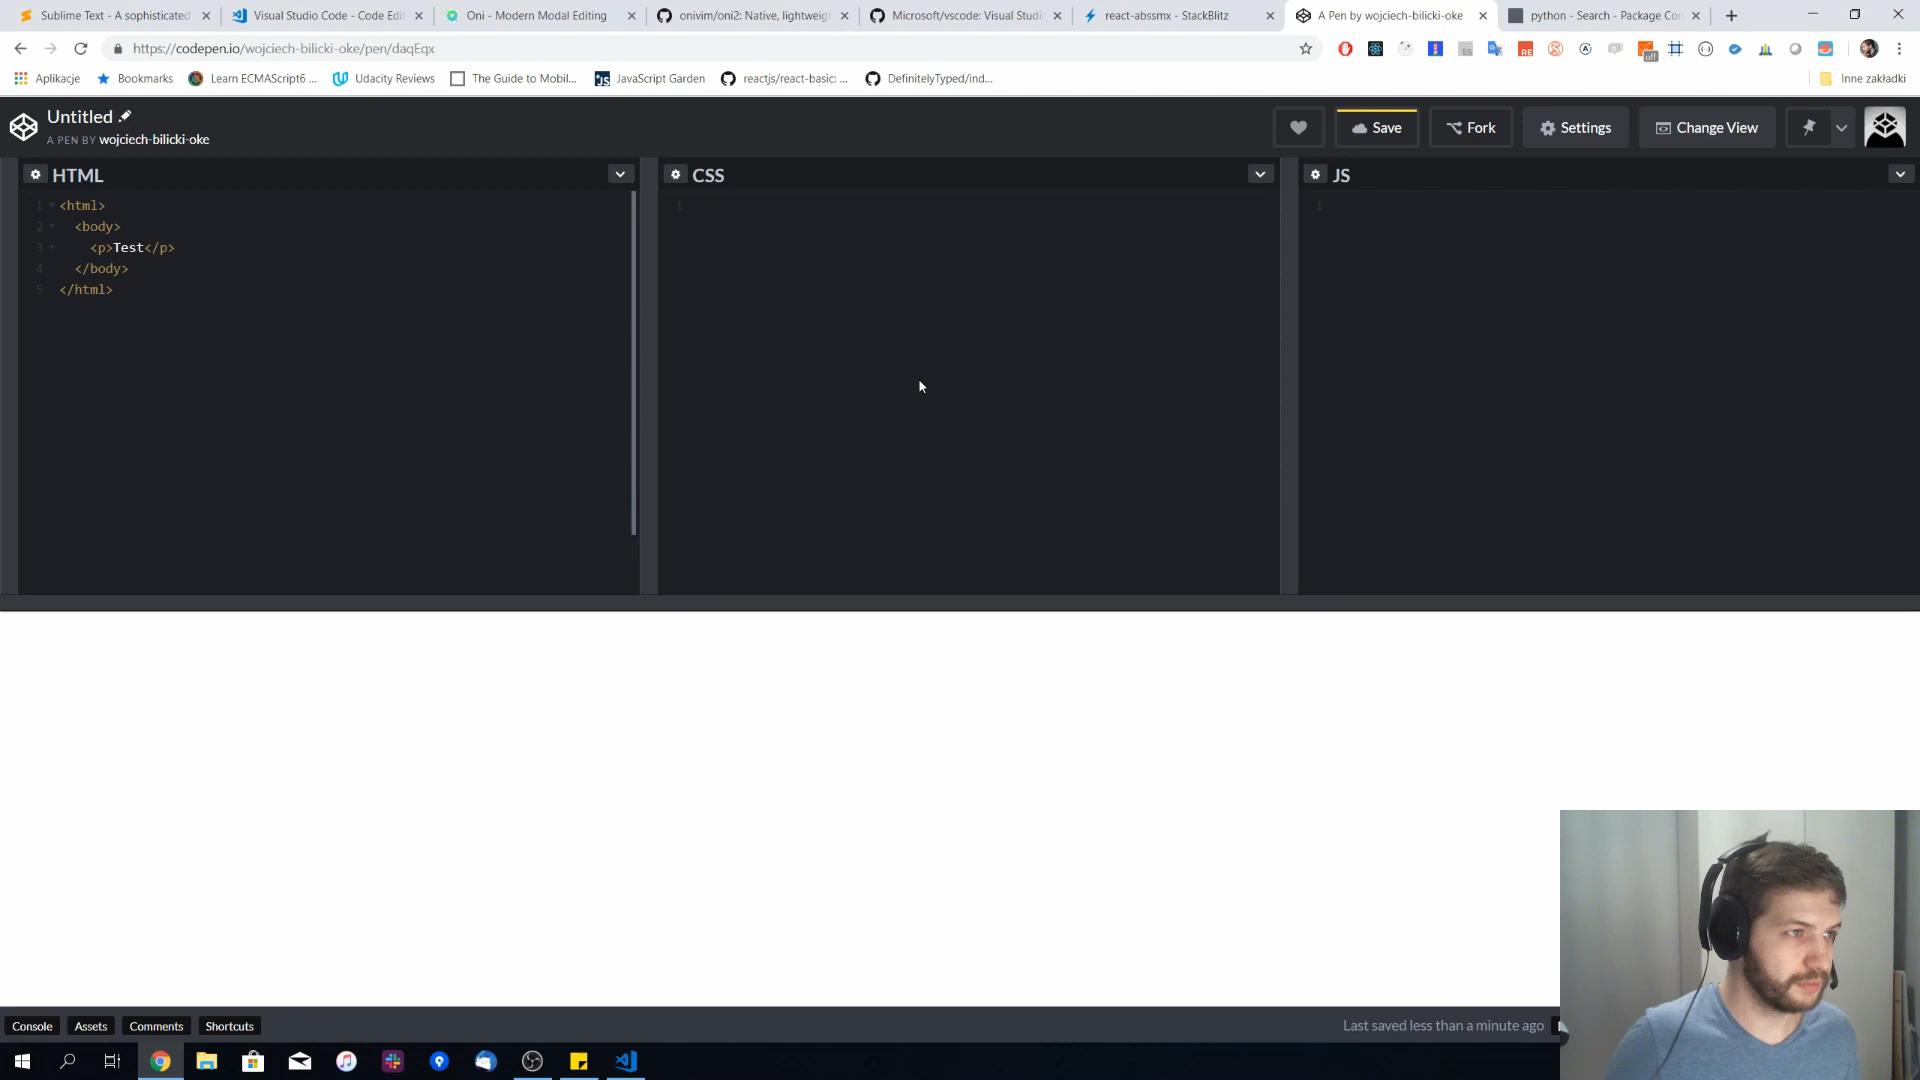 Sublime Text - A sophisticated
Visual Studio Code - Code Edit
Oni - Modern Modal Editing
onivim/oni2: Native, lightweigh
Microsoft/vscode: Visual Studi
react-abssmx - StackBlitz
A Pen by wojciech-bilicki-oke
python - Search - Package Con
https://codepen.io/wojciech-bilicki-oke/pen/daqEqx
off
Aplikacje
Bookmarks
Learn ECMAScript6 ...
Udacity Reviews
The Guide to Mobil...
JavaScript Garden
reactjs/react-basic: ...
DefinitelyTyped/ind...
Inne zakładki
Untitled
A PEN BY wojciech-bilicki-oke
Save
Fork
Settings
Change View
HTML
CSS
JS
1 <html>
2 <body>
3 <p>Test</p>
4 </body>
5 </html>
1
1
Console
Assets
Comments
Shortcuts
Last saved less than a minute ago